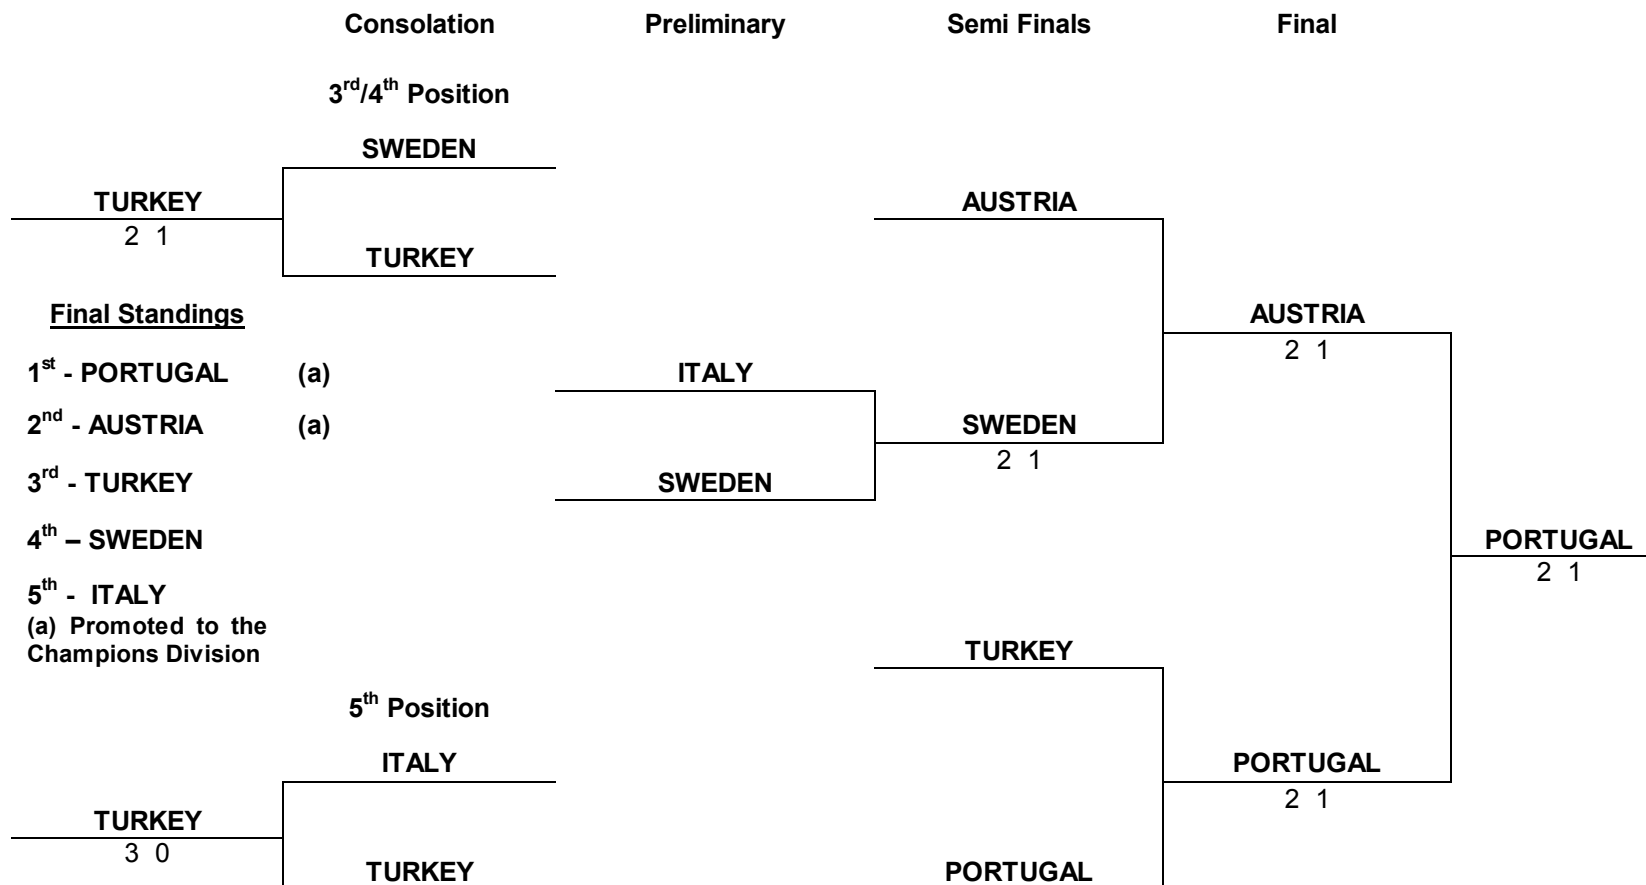 Consolation Preliminary Semi Finals Final
3rd/4th Position
SWEDEN
TURKEY AUSTRIA
2 1
TURKEY
Final Standings AUSTRIA
2 1
1st - PORTUGAL (a) ITALY
2nd - AUSTRIA (a) SWEDEN
2 1
3rd - TURKEY SWEDEN
4th – SWEDEN PORTUGAL
2 1
5th - ITALY
(a) Promoted to the
Champions Division TURKEY
5th Position
ITALY PORTUGAL
2 1
TURKEY
3 0
TURKEY PORTUGAL